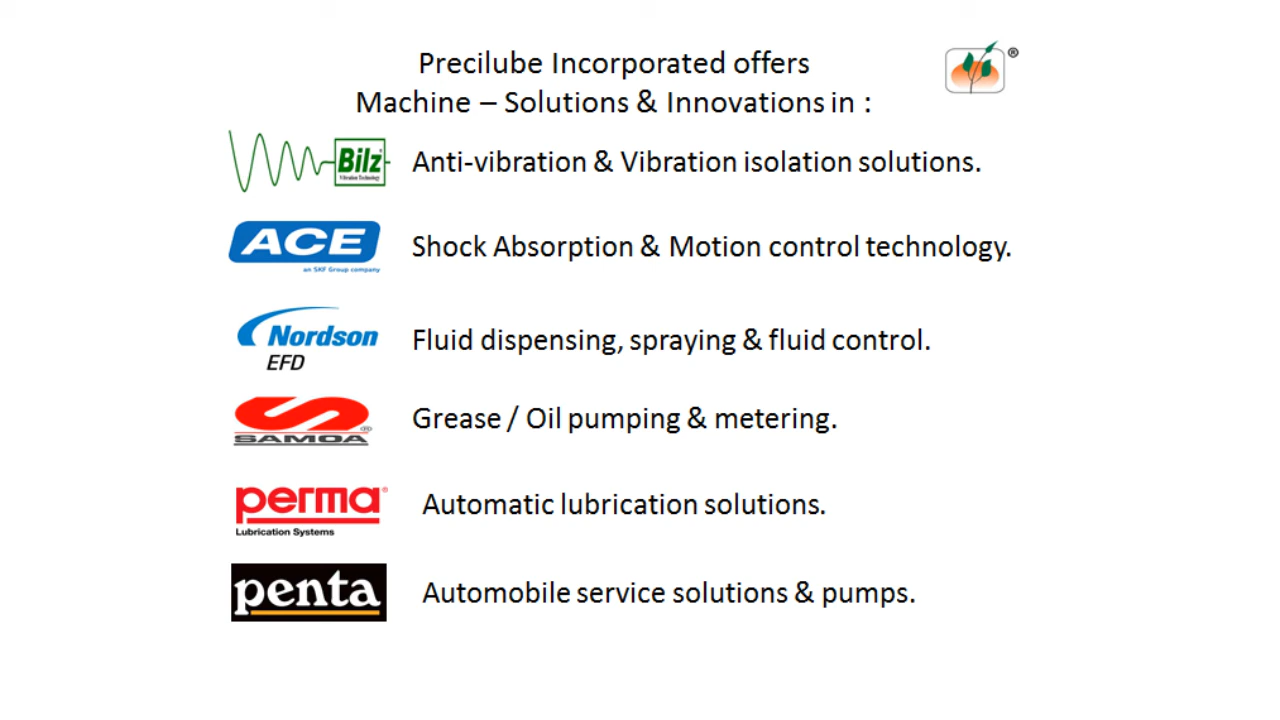 Precilube Incorporated offers
®
Machine – Solutions & Innovations in :
Bilz®
Vibration Technology
Anti-vibration & Vibration isolation solutions.
ACE
an SKF Group company
Shock Absorption & Motion control technology.
Nordson
EFD
Fluid dispensing, spraying & fluid control.
SAMOA®
Grease / Oil pumping & metering.
perma®
Lubrication Systems
Automatic lubrication solutions.
penta
Automobile service solutions & pumps.